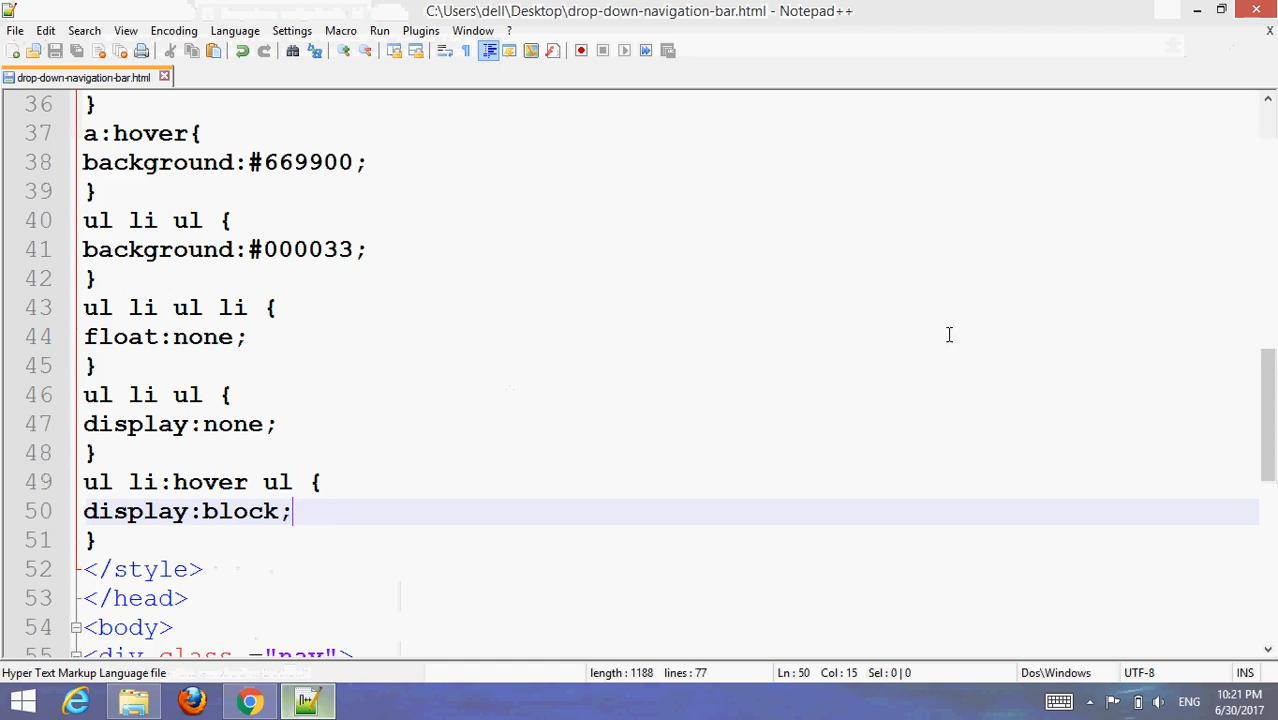 C:\Users\dell\Desktop\drop-down-navigation-bar.html - Notepad++
File Edit Search View Encoding Language Settings Macro Run Plugins Window ? X
drop-down-navigation-bar.html
36 }
37 a:hover{
38 background:#669900;
39 }
40 ul li ul {
41 background:#000033;
42 }
43 ul li ul li {
44 float:none;
45 }
46 ul li ul {
47 display:none;
48 }
49 ul li:hover ul {
50 display:block;
51 }
52 </style>
53 </head>
54 <body>
55 <div class ="nav">
Hyper Text Markup Language file length : 1188 lines : 77 Ln : 50 Col : 15 Sel : 0 | 0 Dos\Windows UTF-8 INS
ENG 10:21 PM
6/30/2017